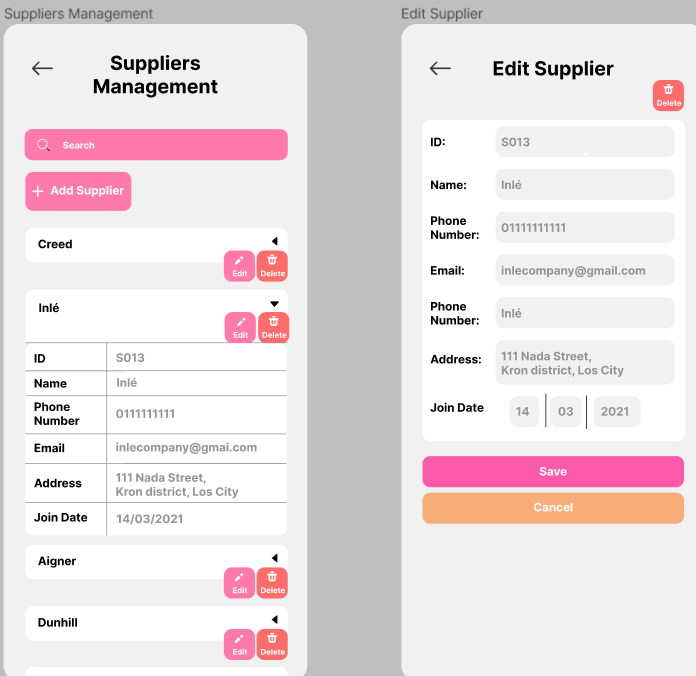 Suppliers Management
Suppliers
Management
Search
+ Add Supplier
Creed
Edit
Delete
Inlé
Edit
Delete
ID S013
Name Inlé
Phone
Number
0111111111
Email inlecompany@gmai.com
Address
111 Nada Street,
Kron district, Los City
Join Date 14/03/2021
Aigner
Edit
Delete
Dunhill
Edit
Delete
Edit Supplier
Edit Supplier
Delete
ID: S013
Name: Inlé
Phone
Number:
01111111111
Email: inlecompany@gmail.com
Phone
Number:
Inlé
Address:
111 Nada Street,
Kron district, Los City
Join Date 14 03 2021
Save
Cancel